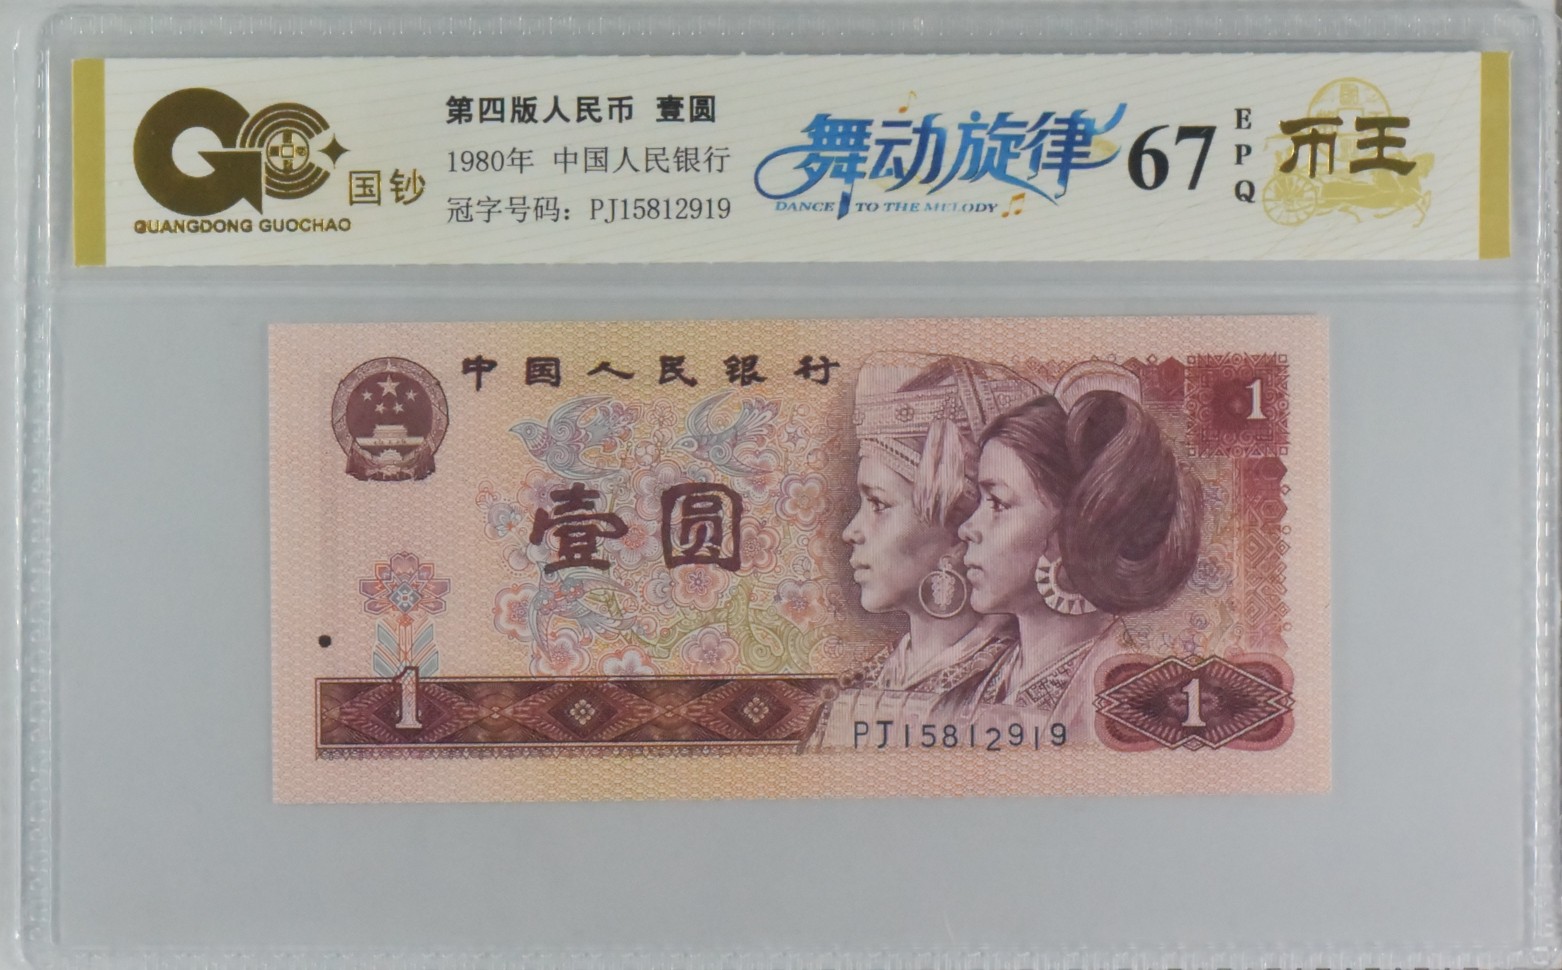 国钞
GUANGDONG GUOCHAO
第四版人民币 壹圆
1980年 中国人民银行
冠字号码：PJ15812919
舞动旋律
DANCE TO THE MELODY
67
EPQ
币王
中国人民银行
1
壹圆
1
1
PJ15812919